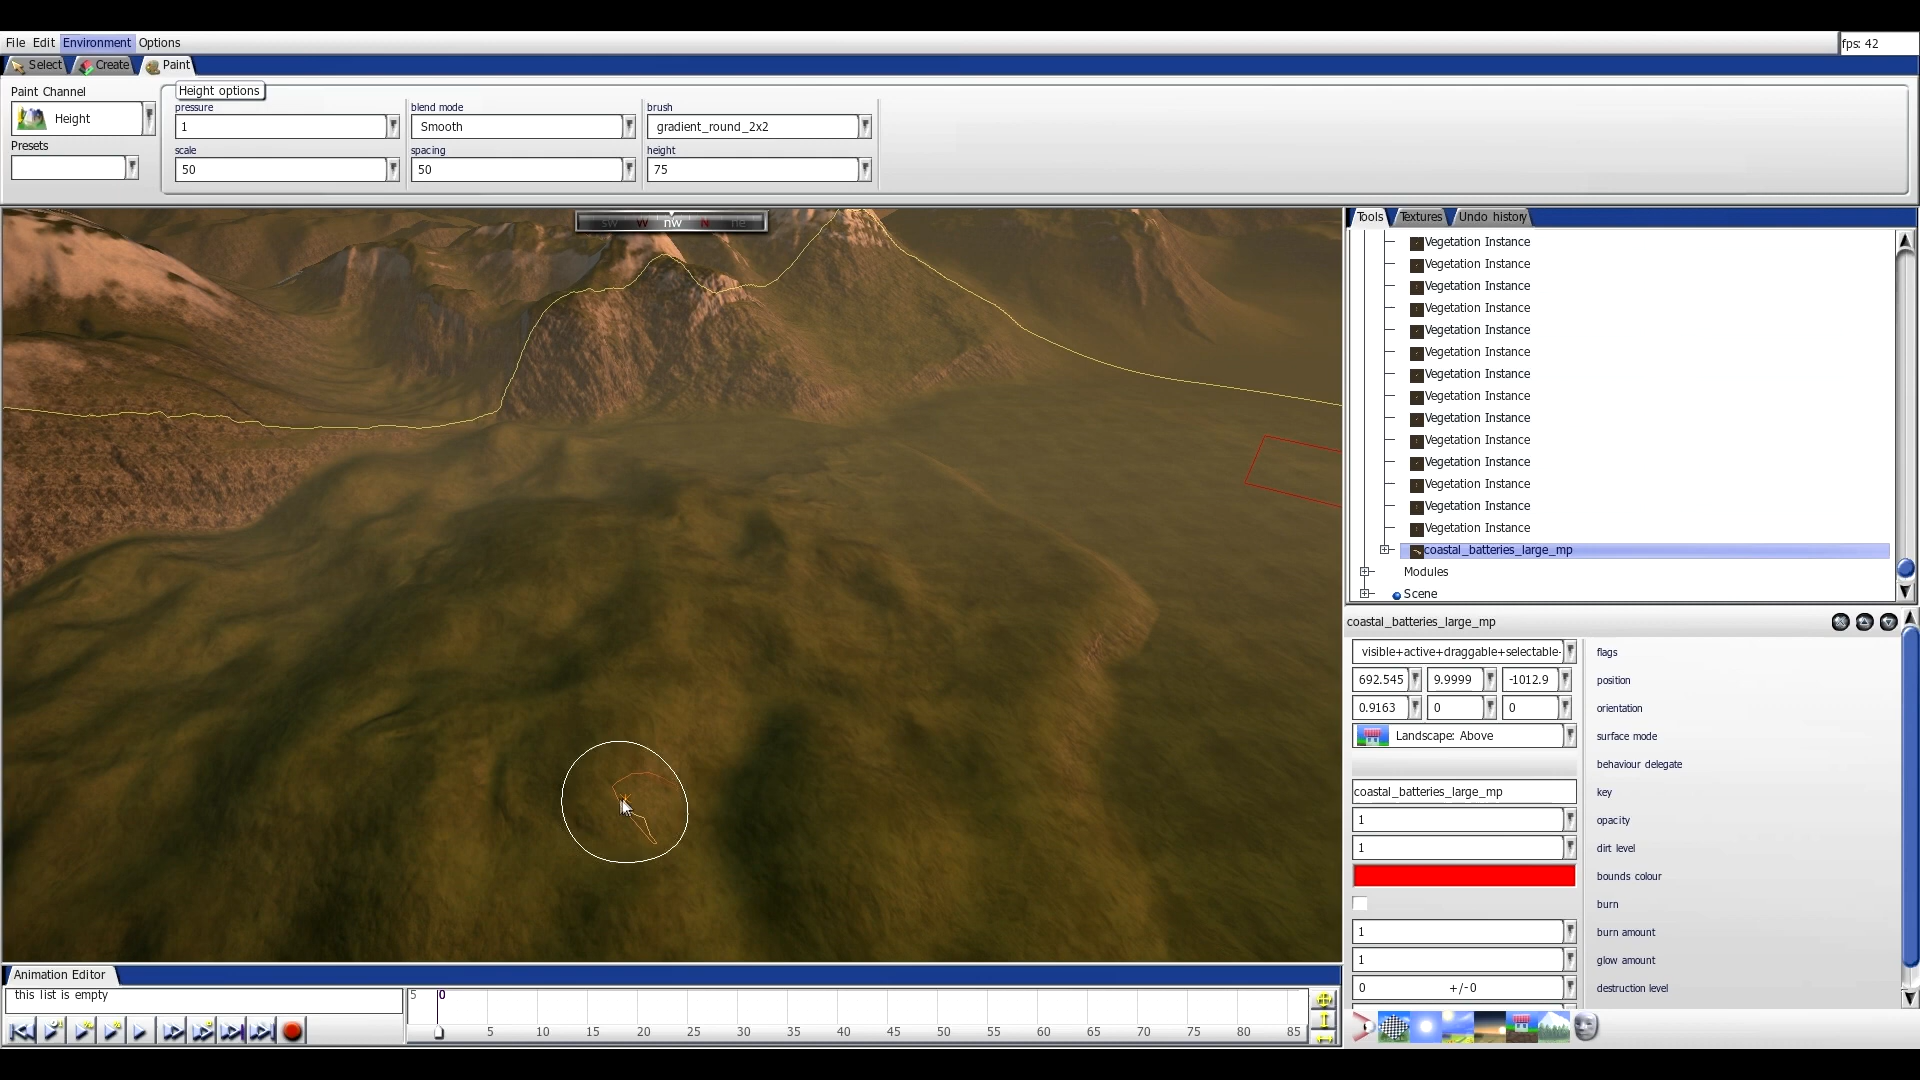 File Edit Environment Options
fps: 42
Select Create Paint
Paint Channel
Height
Presets
Height options
pressure blend mode brush
1 Smooth gradient_round_2x2
scale spacing height
50 50 75
sw W nw N ne
Tools Textures Undo history
Vegetation Instance
Vegetation Instance
Vegetation Instance
Vegetation Instance
Vegetation Instance
Vegetation Instance
Vegetation Instance
Vegetation Instance
Vegetation Instance
Vegetation Instance
Vegetation Instance
Vegetation Instance
Vegetation Instance
Vegetation Instance
coastal_batteries_large_mp
Modules
Scene
coastal_batteries_large_mp
visible+active+draggable+selectable- flags
692.545 9.9999 -1012.9 position
0.9163 0 0 orientation
Landscape: Above surface mode
behaviour delegate
coastal_batteries_large_mp key
1 opacity
1 dirt level
bounds colour
burn
1 burn amount
1 glow amount
0 +/-0 destruction level
Animation Editor
this list is empty
5 0
5 10 15 20 25 30 35 40 45 50 55 60 65 70 75 80 85